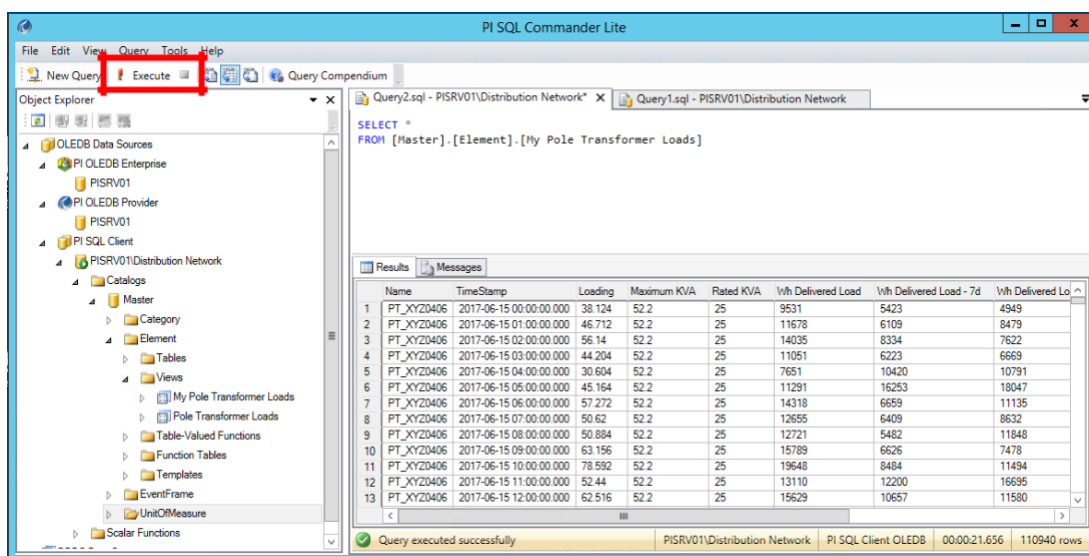 PI SQL Commander Lite
File Edit View Query Tools Help
New Query Execute Query Compendium
Object Explorer
OLEDB Data Sources
PI OLEDB Enterprise
PISRV01
PI OLEDB Provider
PISRV01
PI SQL Client
PISRV01\Distribution Network
Catalogs
Master
Category
Element
Tables
Views
My Pole Transformer Loads
Pole Transformer Loads
Table-Valued Functions
Function Tables
Templates
EventFrame
UnitOfMeasure
Scalar Functions
Query2.sql - PISRV01\Distribution Network* Query1.sql - PISRV01\Distribution Network
SELECT *
FROM [Master].[Element].[My Pole Transformer Loads]
Results Messages
Name TimeStamp Loading Maximum KVA Rated KVA Wh Delivered Load Wh Delivered Load - 7d Wh Delivered Lo
1 PT_XYZ0406 2017-06-15 00:00:00.000 38.124 52.2 25 9531 5423 4949
2 PT_XYZ0406 2017-06-15 01:00:00.000 46.712 52.2 25 11678 6109 8479
3 PT_XYZ0406 2017-06-15 02:00:00.000 56.14 52.2 25 14035 8334 7622
4 PT_XYZ0406 2017-06-15 03:00:00.000 44.204 52.2 25 11051 6223 6669
5 PT_XYZ0406 2017-06-15 04:00:00.000 30.604 52.2 25 7651 10420 10791
6 PT_XYZ0406 2017-06-15 05:00:00.000 45.164 52.2 25 11291 16253 18047
7 PT_XYZ0406 2017-06-15 06:00:00.000 57.272 52.2 25 14318 6659 11135
8 PT_XYZ0406 2017-06-15 07:00:00.000 50.62 52.2 25 12655 6409 8632
9 PT_XYZ0406 2017-06-15 08:00:00.000 50.884 52.2 25 12721 5482 11848
10 PT_XYZ0406 2017-06-15 09:00:00.000 63.156 52.2 25 15789 6626 7478
11 PT_XYZ0406 2017-06-15 10:00:00.000 78.592 52.2 25 19648 8484 11494
12 PT_XYZ0406 2017-06-15 11:00:00.000 52.44 52.2 25 13110 12200 16695
13 PT_XYZ0406 2017-06-15 12:00:00.000 62.516 52.2 25 15629 10657 11580
Query executed successfully PISRV01\Distribution Network PI SQL Client OLEDB 00:00:21.656 110940 rows